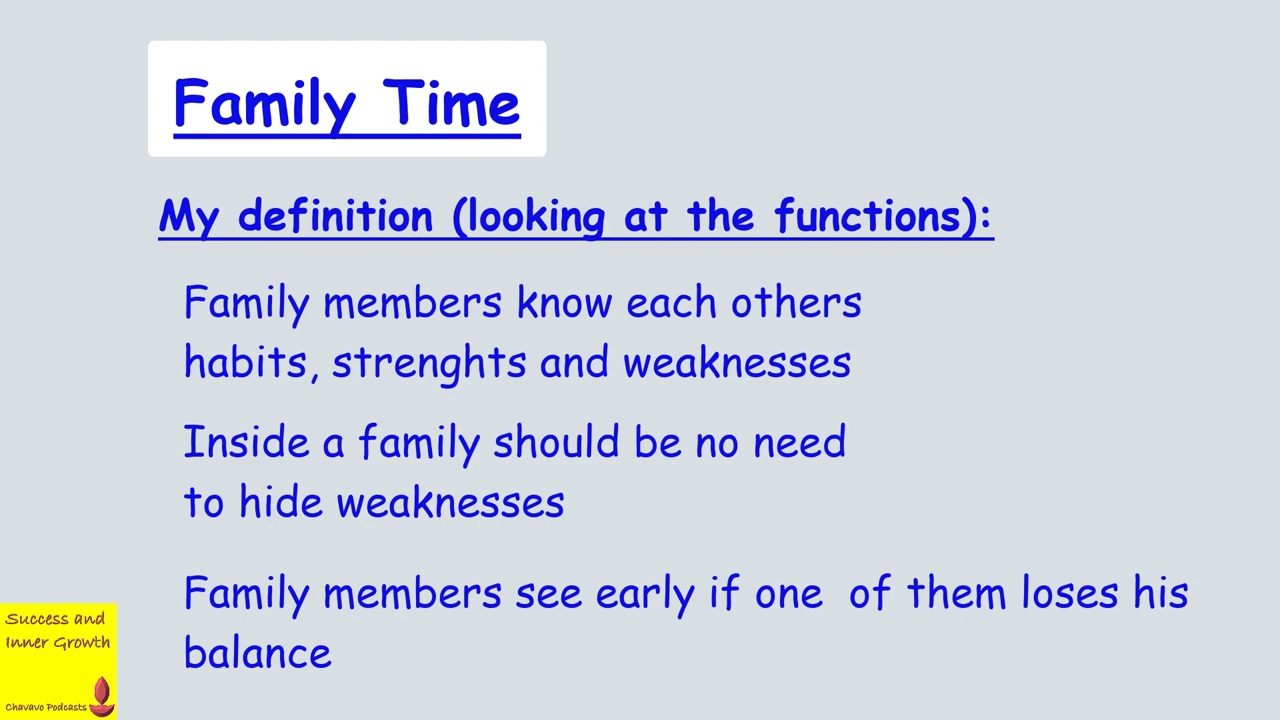 Family Time
My definition (looking at the functions):
Family members know each others
habits, strenghts and weaknesses
Inside a family should be no need
to hide weaknesses
Family members see early if one of them loses his
balance
Success and
Inner Growth
Chavavo Podcasts